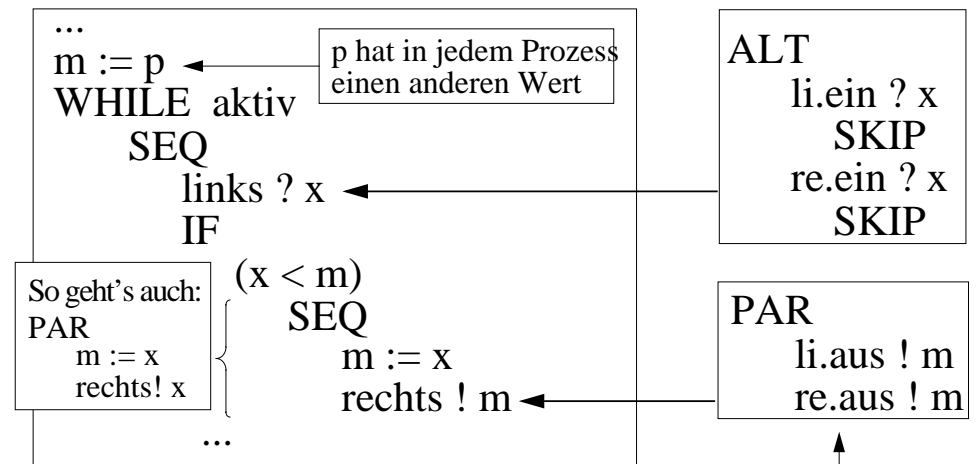 ...
m := p
p hat in jedem Prozess
einen anderen Wert
WHILE aktiv
SEQ
links ? x
IF
(x < m)
SEQ
m := x
rechts ! m
...
So geht's auch:
PAR
m := x
rechts! x
ALT
li.ein ? x
SKIP
re.ein ? x
SKIP
PAR
li.aus ! m
re.aus ! m